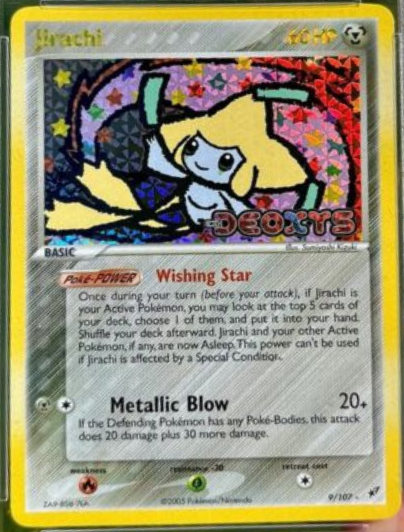 Jirachi 60 HP
DEOXYS
BASIC Illus. Sumiyoshi Kizuki
Poké-POWER Wishing Star
Once during your turn (before your attack), if Jirachi is
your Active Pokémon, you may look at the top 5 cards of
your deck, choose 1 of them, and put it into your hand.
Shuffle your deck afterward. Jirachi and your other Active
Pokémon, if any, are now Asleep. This power can't be used
if Jirachi is affected by a Special Condition.
Metallic Blow 20+
If the Defending Pokémon has any Poké-Bodies, this attack
does 20 damage plus 30 more damage.
weakness resistance -30 retreat cost
©2005 Pokémon/Nintendo 9/107